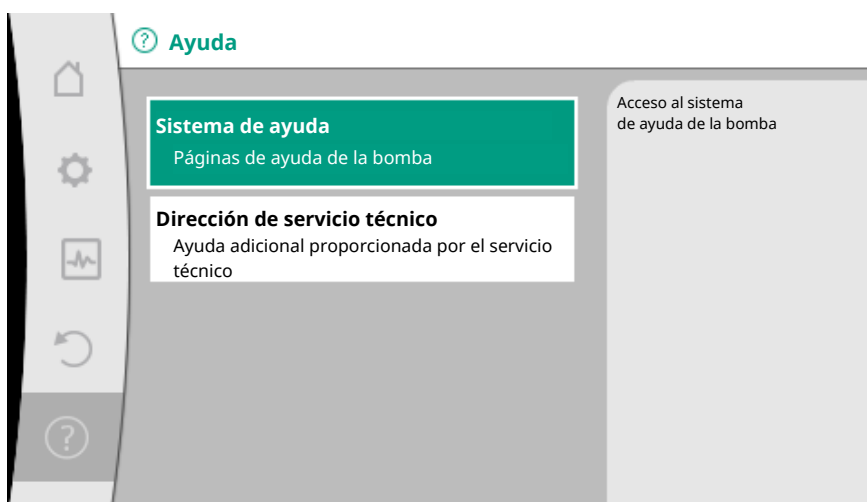 Ayuda
Sistema de ayuda
Páginas de ayuda de la bomba
Dirección de servicio técnico
Ayuda adicional proporcionada por el servicio
técnico
Acceso al sistema
de ayuda de la bomba